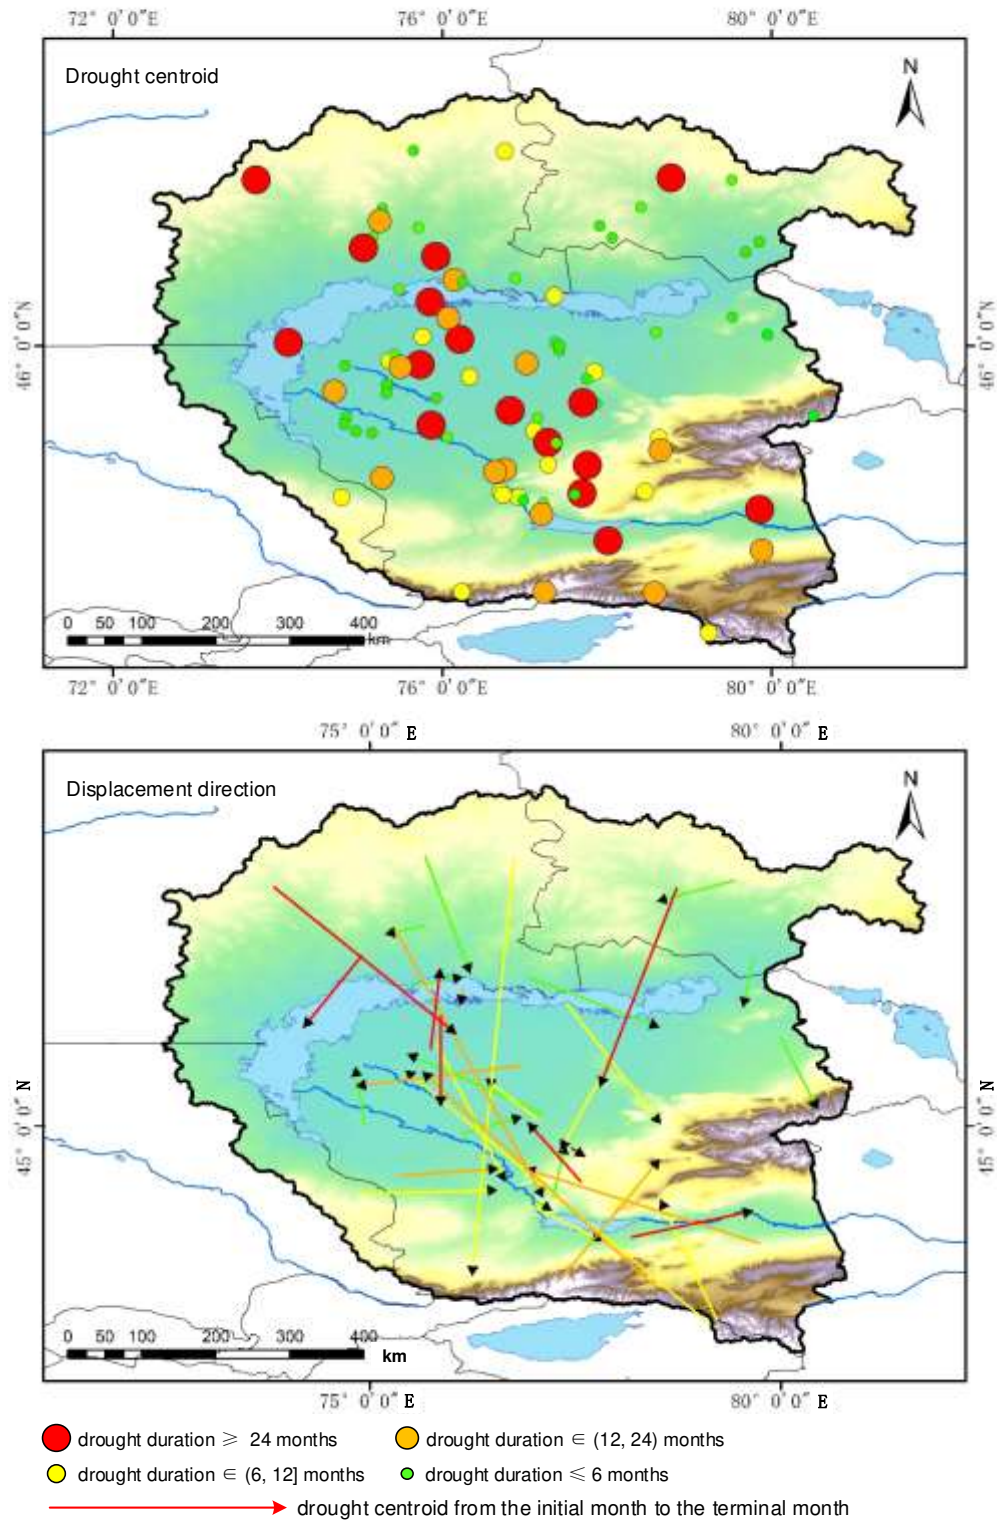 72° 0′0″E 76° 0′0″E 80° 0′0″E
Drought centroid
N
46° 0′0″N 46° 0′0″N
0 50 100 200 300 400
km
72° 0′0″E 76° 0′0″E 80° 0′0″E
75° 0′0″E 80° 0′0″E
Displacement direction
N
45° 0′0″N 45° 0′0″N
0 50 100 200 300 400
km
75° 0′0″E 80° 0′0″E
drought duration ⩾ 24 months drought duration ∈ (12, 24) months
drought duration ∈ (6, 12] months drought duration ⩽ 6 months
drought centroid from the initial month to the terminal month